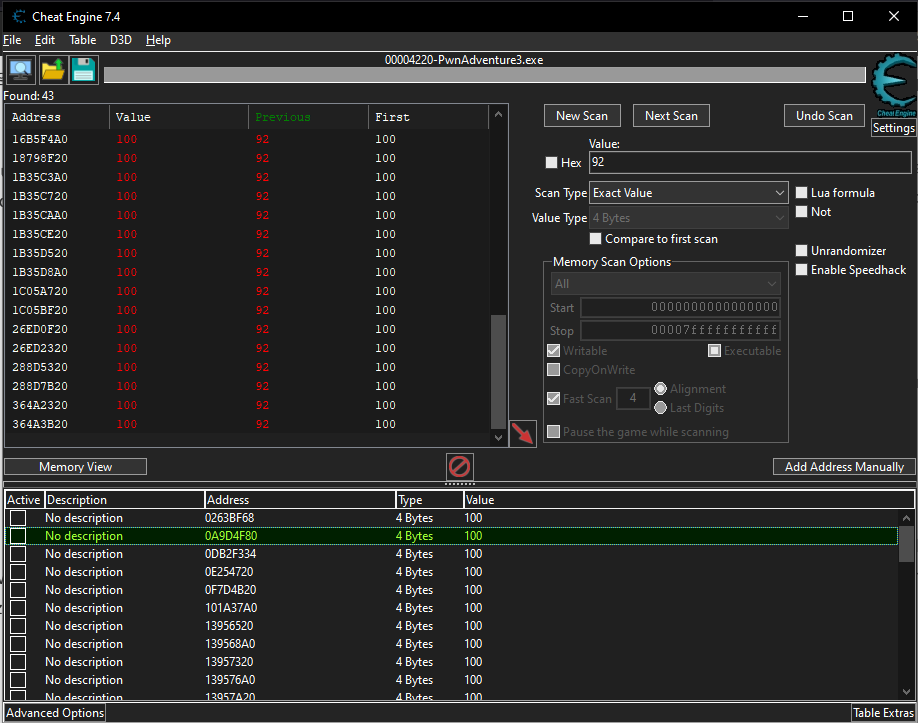 Cheat Engine 7.4
File Edit Table D3D Help
00004220-PwnAdventure3.exe
Found: 43
Cheat Engine
Settings
Address Value Previous First
16B5F4A0 100 92 100
18798F20 100 92 100
1B35C3A0 100 92 100
1B35C720 100 92 100
1B35CAA0 100 92 100
1B35CE20 100 92 100
1B35D520 100 92 100
1B35D8A0 100 92 100
1C05A720 100 92 100
1C05BF20 100 92 100
26ED0F20 100 92 100
26ED2320 100 92 100
288D5320 100 92 100
288D7B20 100 92 100
364A2320 100 92 100
364A3B20 100 92 100
New Scan Next Scan Undo Scan
Value:
Hex 92
Scan Type Exact Value
Lua formula
Value Type 4 Bytes
Not
Compare to first scan
Unrandomizer
Enable Speedhack
Memory Scan Options
All
Start 0000000000000000
Stop 00007fffffffffff
Writable Executable
CopyOnWrite
Fast Scan 4 Alignment
Last Digits
Pause the game while scanning
Memory View Add Address Manually
Active Description Address Type Value
No description 0263BF68 4 Bytes 100
No description 0A9D4F80 4 Bytes 100
No description 0DB2F334 4 Bytes 100
No description 0E254720 4 Bytes 100
No description 0F7D4B20 4 Bytes 100
No description 101A37A0 4 Bytes 100
No description 13956520 4 Bytes 100
No description 139568A0 4 Bytes 100
No description 13957320 4 Bytes 100
No description 139576A0 4 Bytes 100
No description 13957A20 4 Bytes 100
Advanced Options Table Extras